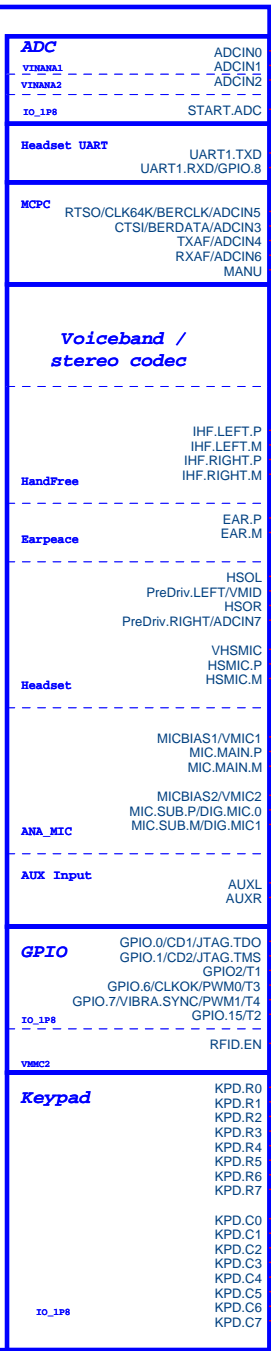 ADC
ADCIN0
VINANA1
ADCIN1
VINANA2
ADCIN2
IO_1P8
START.ADC
Headset UART
UART1.TXD
UART1.RXD/GPIO.8
MCPC
RTSO/CLK64K/BERCLK/ADCIN5
CTSI/BERDATA/ADCIN3
TXAF/ADCIN4
RXAF/ADCIN6
MANU
Voiceband /
stereo codec
IHF.LEFT.P
IHF.LEFT.M
IHF.RIGHT.P
IHF.RIGHT.M
HandFree
EAR.P
EAR.M
Earpeace
HSOL
PreDriv.LEFT/VMID
HSOR
PreDriv.RIGHT/ADCIN7
VHSMIC
HSMIC.P
HSMIC.M
Headset
MICBIAS1/VMIC1
MIC.MAIN.P
MIC.MAIN.M
MICBIAS2/VMIC2
MIC.SUB.P/DIG.MIC.0
MIC.SUB.M/DIG.MIC1
ANA_MIC
AUX Input
AUXL
AUXR
GPIO
GPIO.0/CD1/JTAG.TDO
GPIO.1/CD2/JTAG.TMS
GPIO2/T1
GPIO.6/CLKOK/PWM0/T3
GPIO.7/VIBRA.SYNC/PWM1/T4
GPIO.15/T2
IO_1P8
RFID.EN
VMMC2
Keypad
KPD.R0
KPD.R1
KPD.R2
KPD.R3
KPD.R4
KPD.R5
KPD.R6
KPD.R7
KPD.C0
KPD.C1
KPD.C2
KPD.C3
KPD.C4
KPD.C5
KPD.C6
IO_1P8
KPD.C7